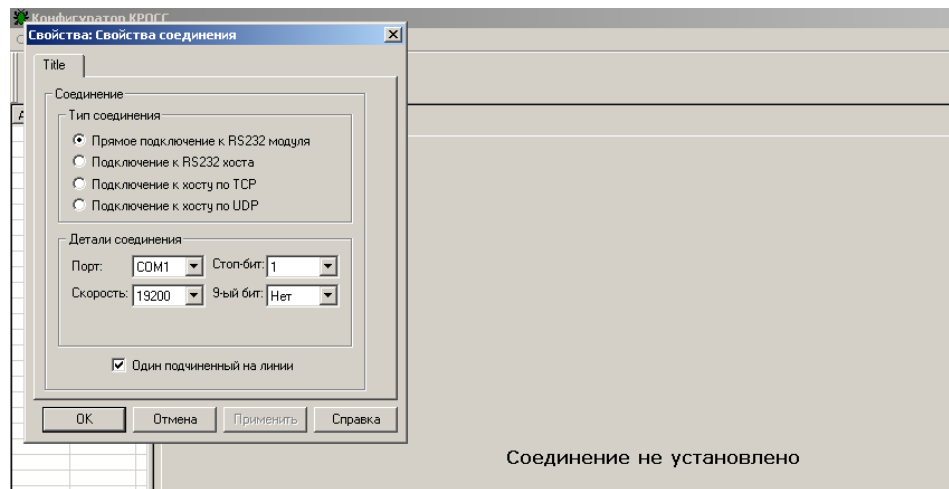 Конфигуратор КРОСС
Свойства: Свойства соединения
Title
Соединение
Тип соединения
Прямое подключение к RS232 модуля
Подключение к RS232 хоста
Подключение к хосту по TCP
Подключение к хосту по UDP
Детали соединения
Порт: COM1 Стоп-бит: 1
Скорость: 19200 9-ый бит: Нет
Один подчиненный на линии
OK Отмена Применить Справка
Соединение не установлено